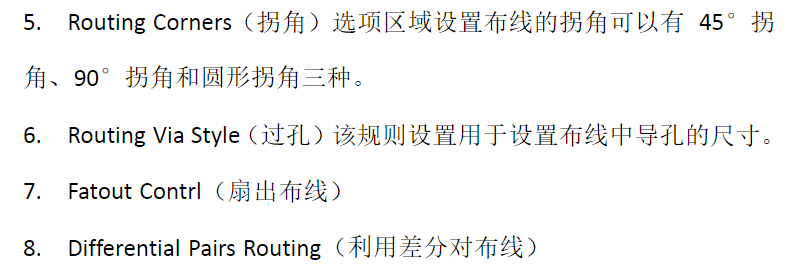 5. Routing Corners（拐角）选项区域设置布线的拐角可以有 45°拐
角、90°拐角和圆形拐角三种。
6. Routing Via Style（过孔）该规则设置用于设置布线中导孔的尺寸。
7. Fatout Contrl（扇出布线）
8. Differential Pairs Routing（利用差分对布线）